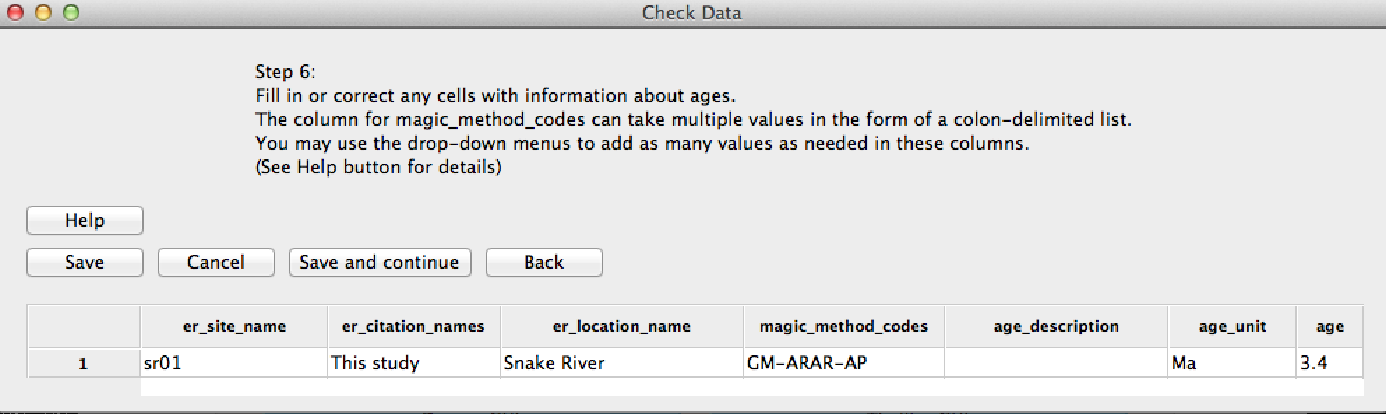 Check Data
Step 6:
Fill in or correct any cells with information about ages.
The column for magic_method_codes can take multiple values in the form of a colon-delimited list.
You may use the drop-down menus to add as many values as needed in these columns.
(See Help button for details)
Help
Save Cancel Save and continue Back
er_site_name er_citation_names er_location_name magic_method_codes age_description age_unit age
1 sr01 This study Snake River GM-ARAR-AP Ma 3.4